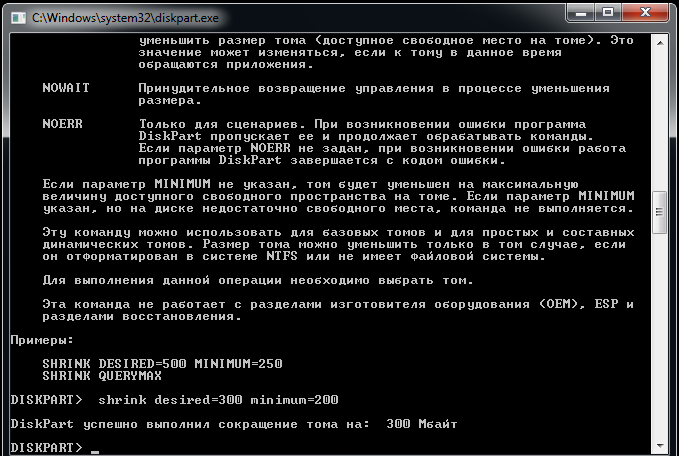 C:\Windows\system32\diskpart.exe
уменьшить размер тома (доступное свободное место на томе). Это
значение может изменяться, если к тому в данное время
обращаются приложения.
NOWAIT Принудительное возвращение управления в процессе уменьшения
размера.
NOERR Только для сценариев. При возникновении ошибки программа
DiskPart пропускает ее и продолжает обрабатывать команды.
Если параметр NOERR не задан, при возникновении ошибки работа
программы DiskPart завершается с кодом ошибки.
Если параметр MINIMUM не указан, том будет уменьшен на максимальную
величину доступного свободного пространства на томе. Если параметр MINIMUM
указан, но на диске недостаточно свободного места, команда не выполняется.
Эту команду можно использовать для базовых томов и для простых и составных
динамических томов. Размер тома можно уменьшить только в том случае, если
он отформатирован в системе NTFS или не имеет файловой системы.
Для выполнения данной операции необходимо выбрать том.
Эта команда не работает с разделами изготовителя оборудования (OEM), ESP и
разделами восстановления.
Примеры:
SHRINK DESIRED=500 MINIMUM=250
SHRINK QUERYMAX
DISKPART> shrink desired=300 minimum=200
DiskPart успешно выполнил сокращение тома на: 300 Мбайт
DISKPART> _